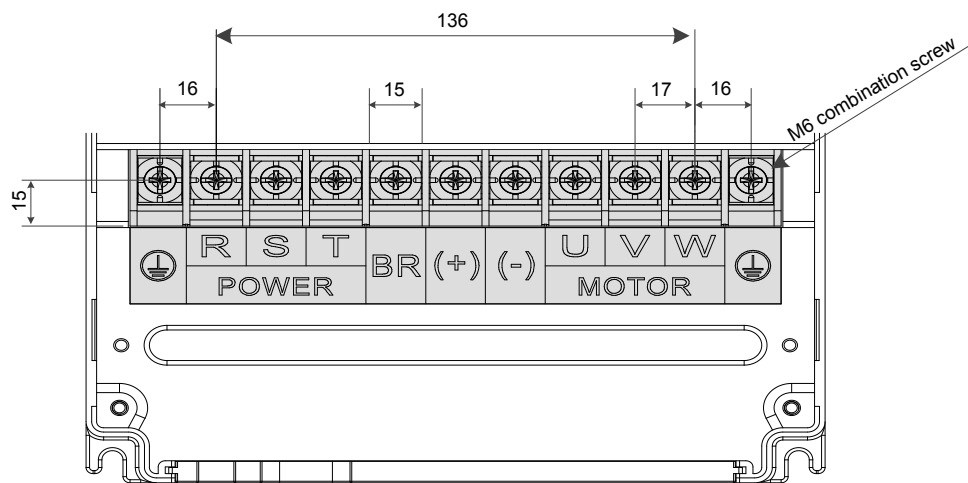 136
16
15
17
16
M6 combination screw
15
R S T
BR (+) (-)
U V W
POWER
MOTOR